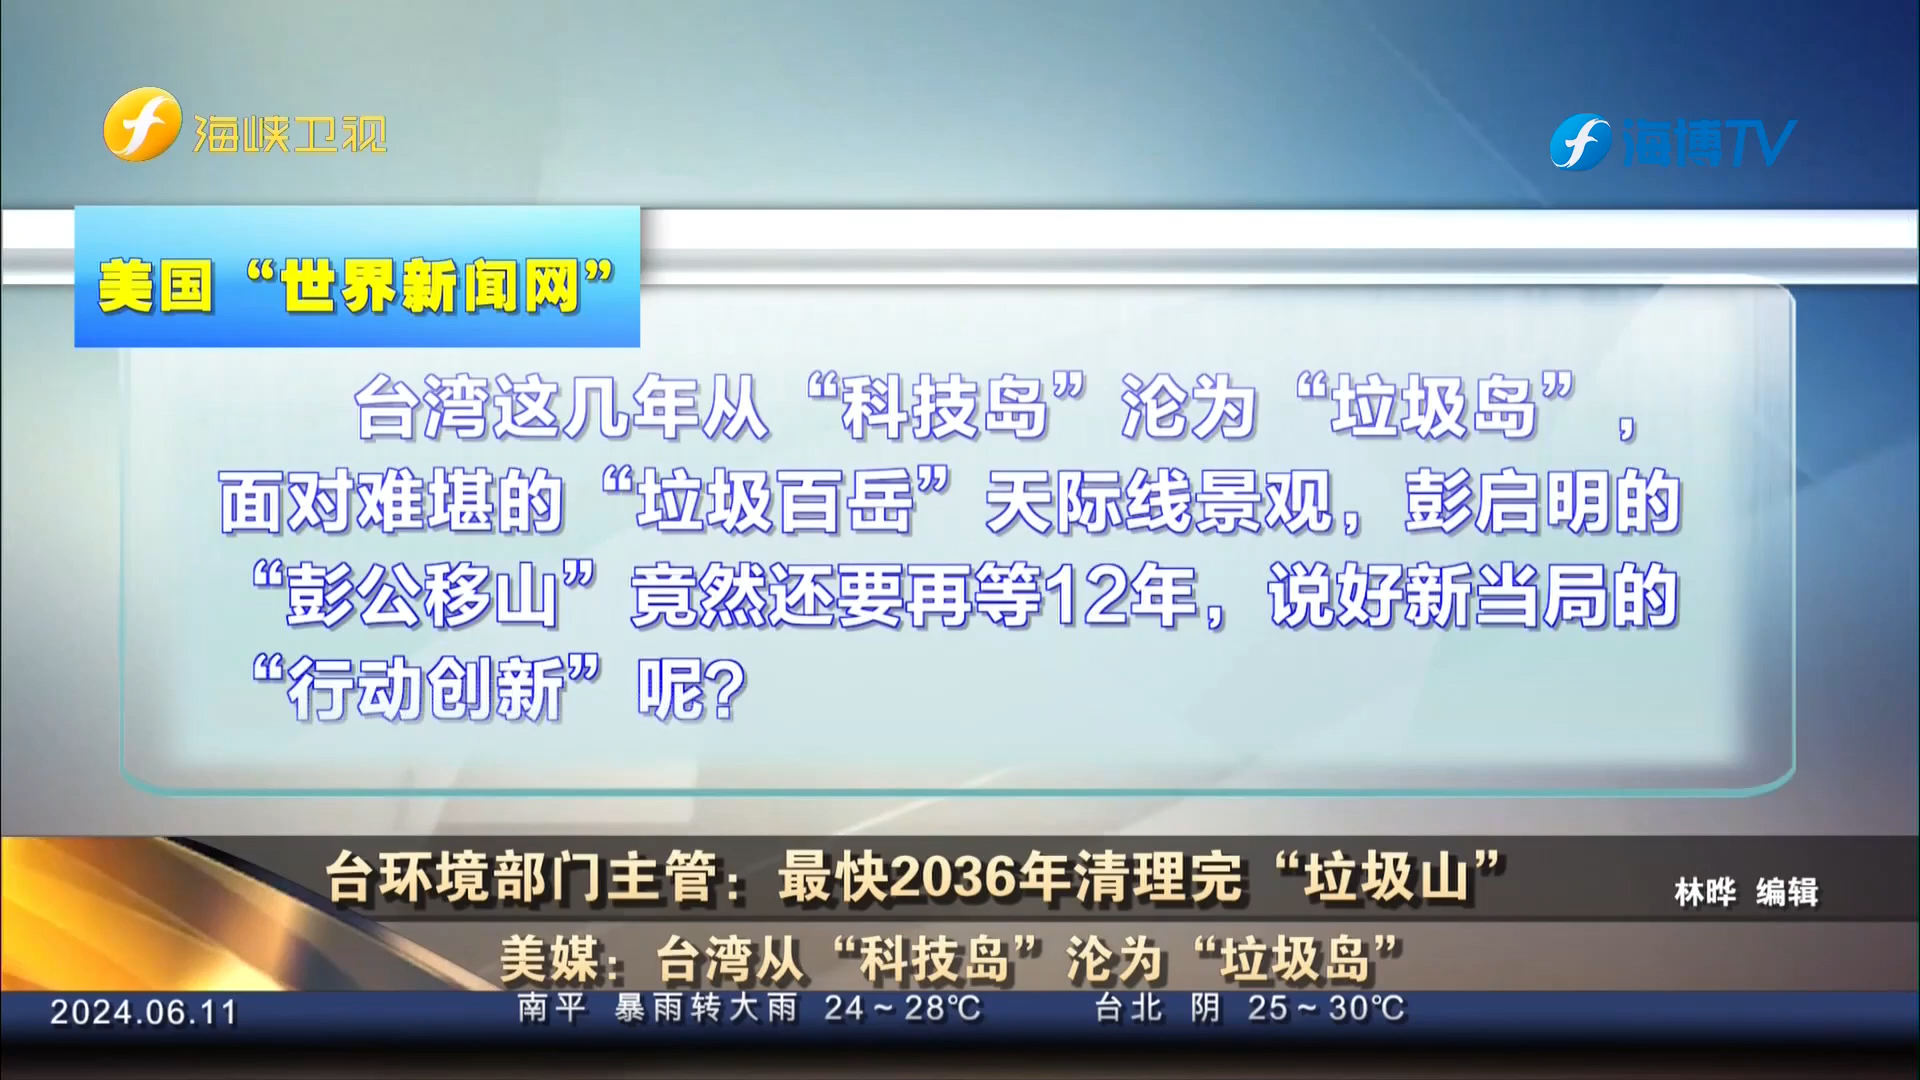 海峡卫视
海博TV
美国“世界新闻网”
台湾这几年从“科技岛”沦为“垃圾岛”，
面对难堪的“垃圾百岳”天际线景观，彭启明的
“彭公移山”竟然还要再等12年，说好新当局的
“行动创新”呢？
台环境部门主管：最快2036年清理完“垃圾山”
林晔 编辑
美媒：台湾从“科技岛”沦为“垃圾岛”
2024.06.11 南平 暴雨转大雨 24～28℃ 台北 阴 25～30℃